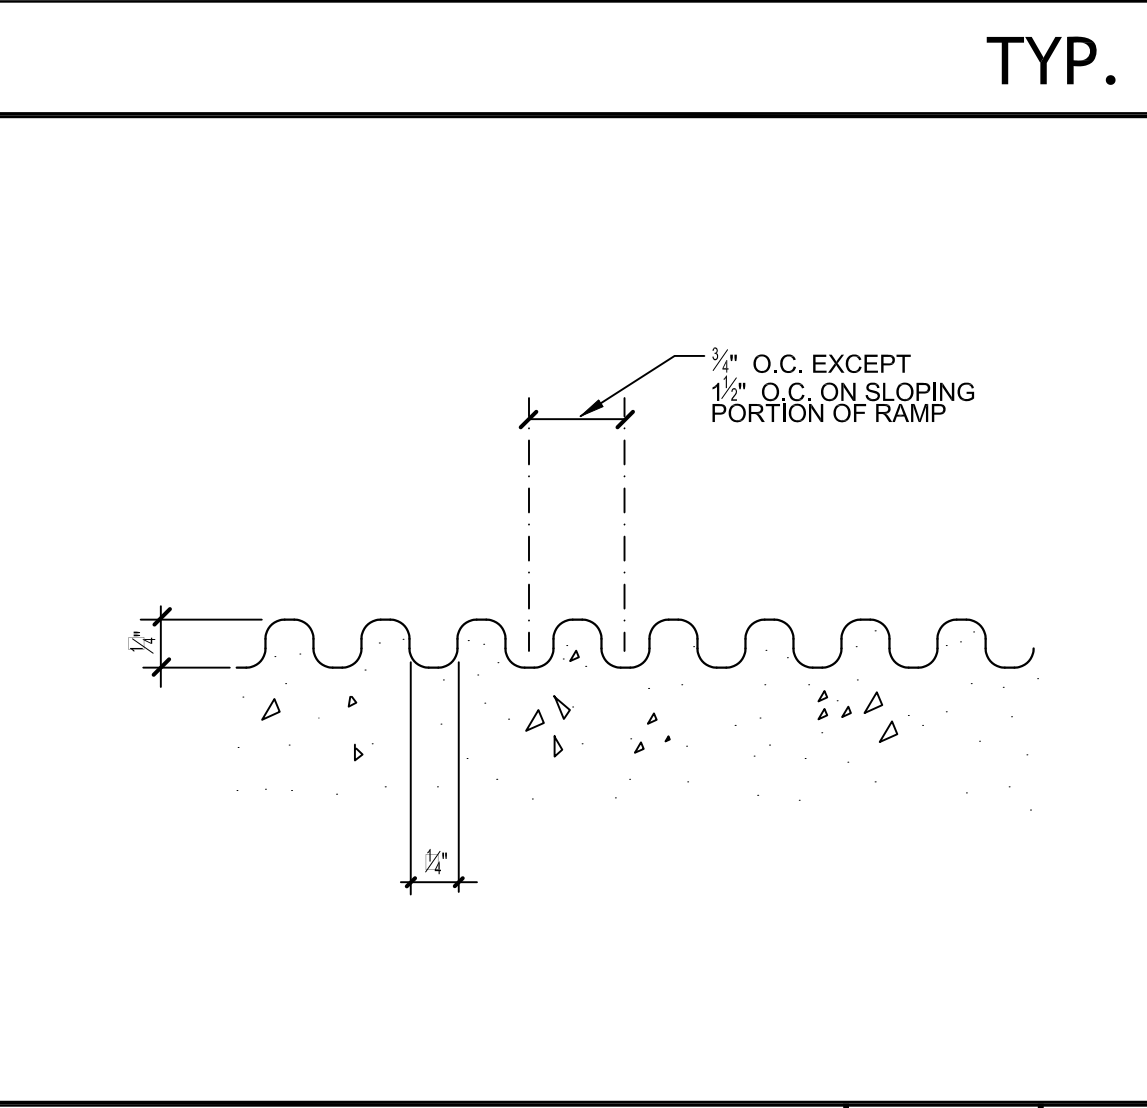 TYP.
¾" O.C. EXCEPT
1½" O.C. ON SLOPING
PORTION OF RAMP
¼"
¼"